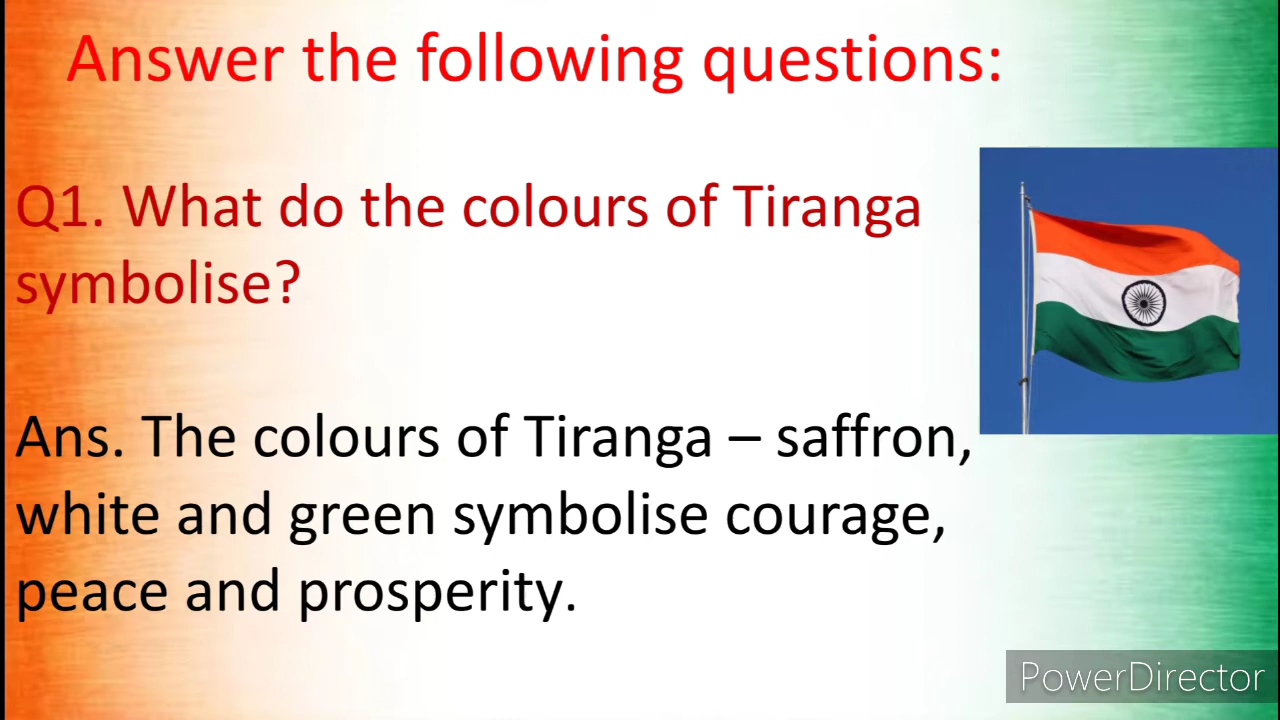 Answer the following questions:
Q1. What do the colours of Tiranga
symbolise?
Ans. The colours of Tiranga – saffron,
white and green symbolise courage,
peace and prosperity.
PowerDirector